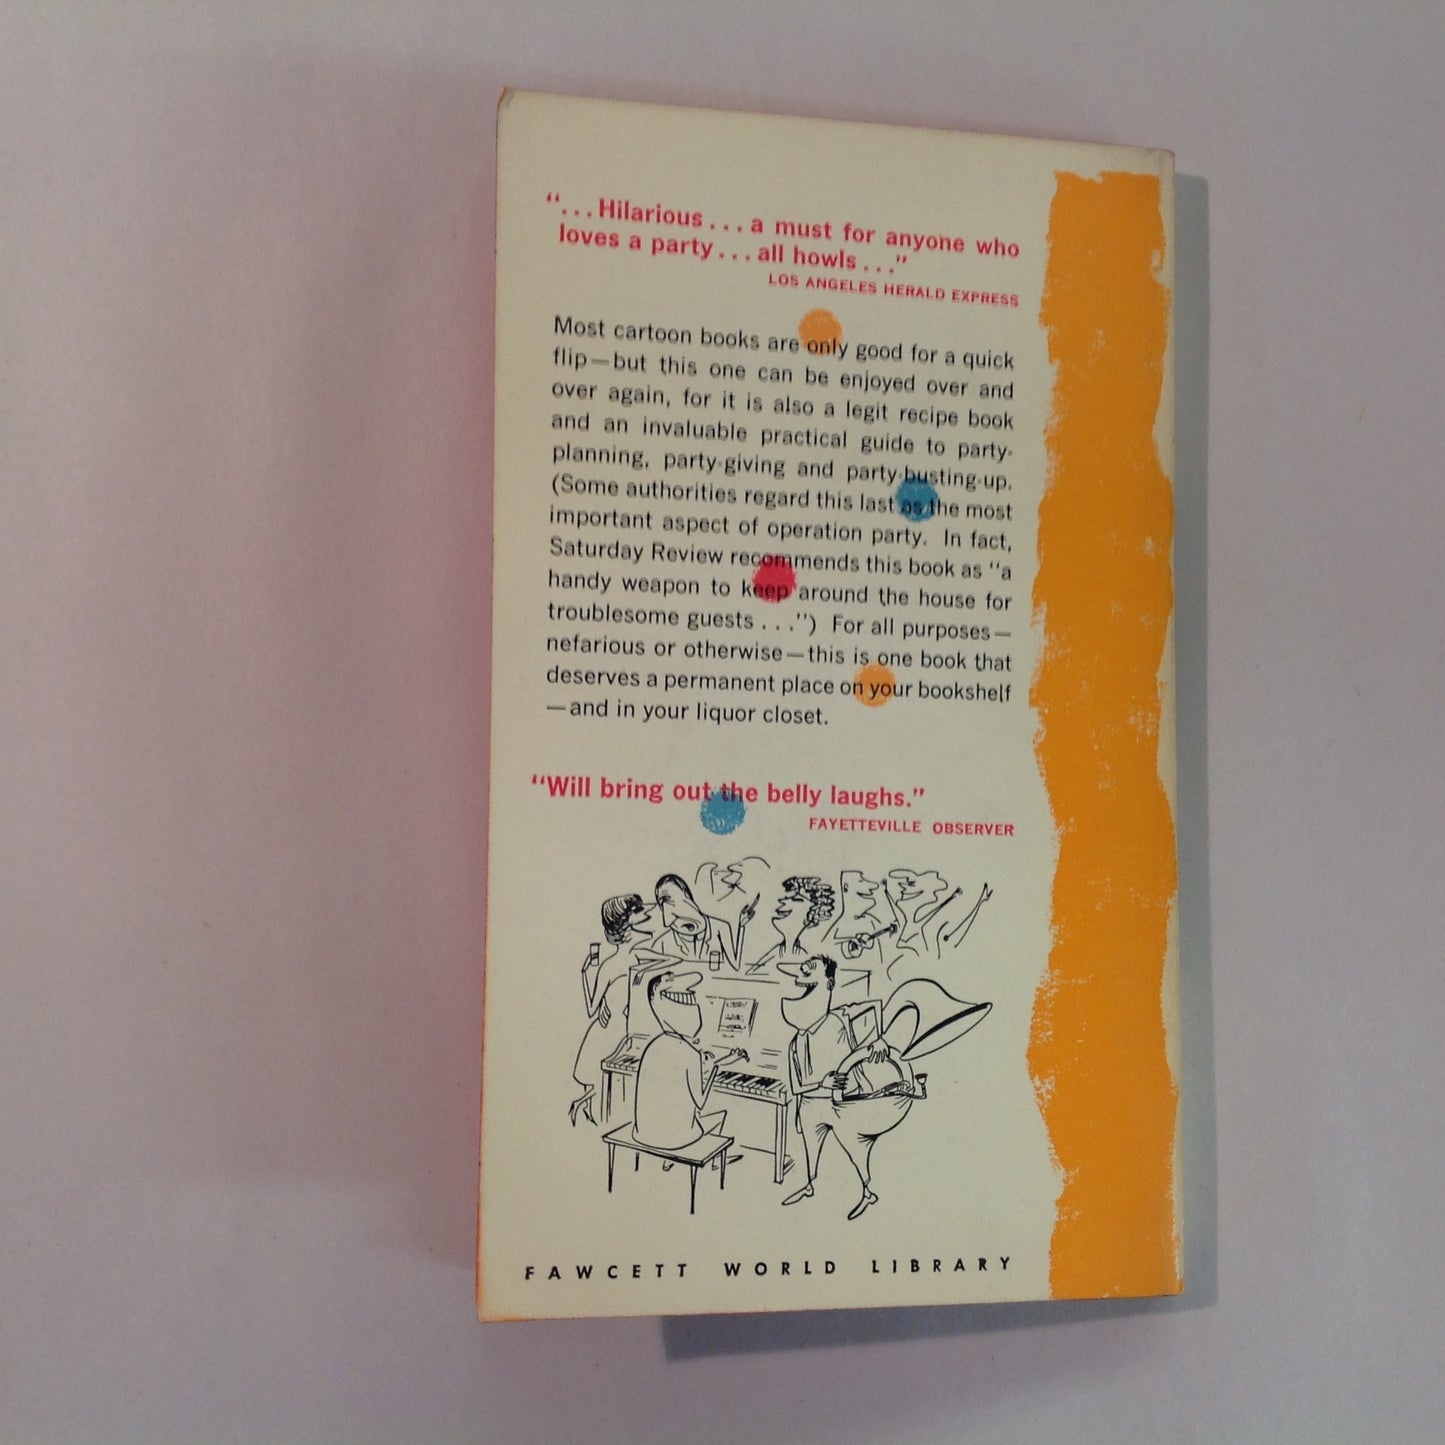 “...Hilarious...a must for anyone who
loves a party...all howls...”
LOS ANGELES HERALD EXPRESS
Most cartoon books are only good for a quick
flip—but this one can be enjoyed over and
over again, for it is also a legit recipe book
and an invaluable practical guide to party-
planning, party-giving and party-busting-up.
(Some authorities regard this last as the most
important aspect of operation party. In fact,
Saturday Review recommends this book as “a
handy weapon to keep around the house for
troublesome guests...”) For all purposes—
nefarious or otherwise—this is one book that
deserves a permanent place on your bookshelf
—and in your liquor closet.
“Will bring out the belly laughs.”
FAYETTEVILLE OBSERVER
FAWCETT WORLD LIBRARY